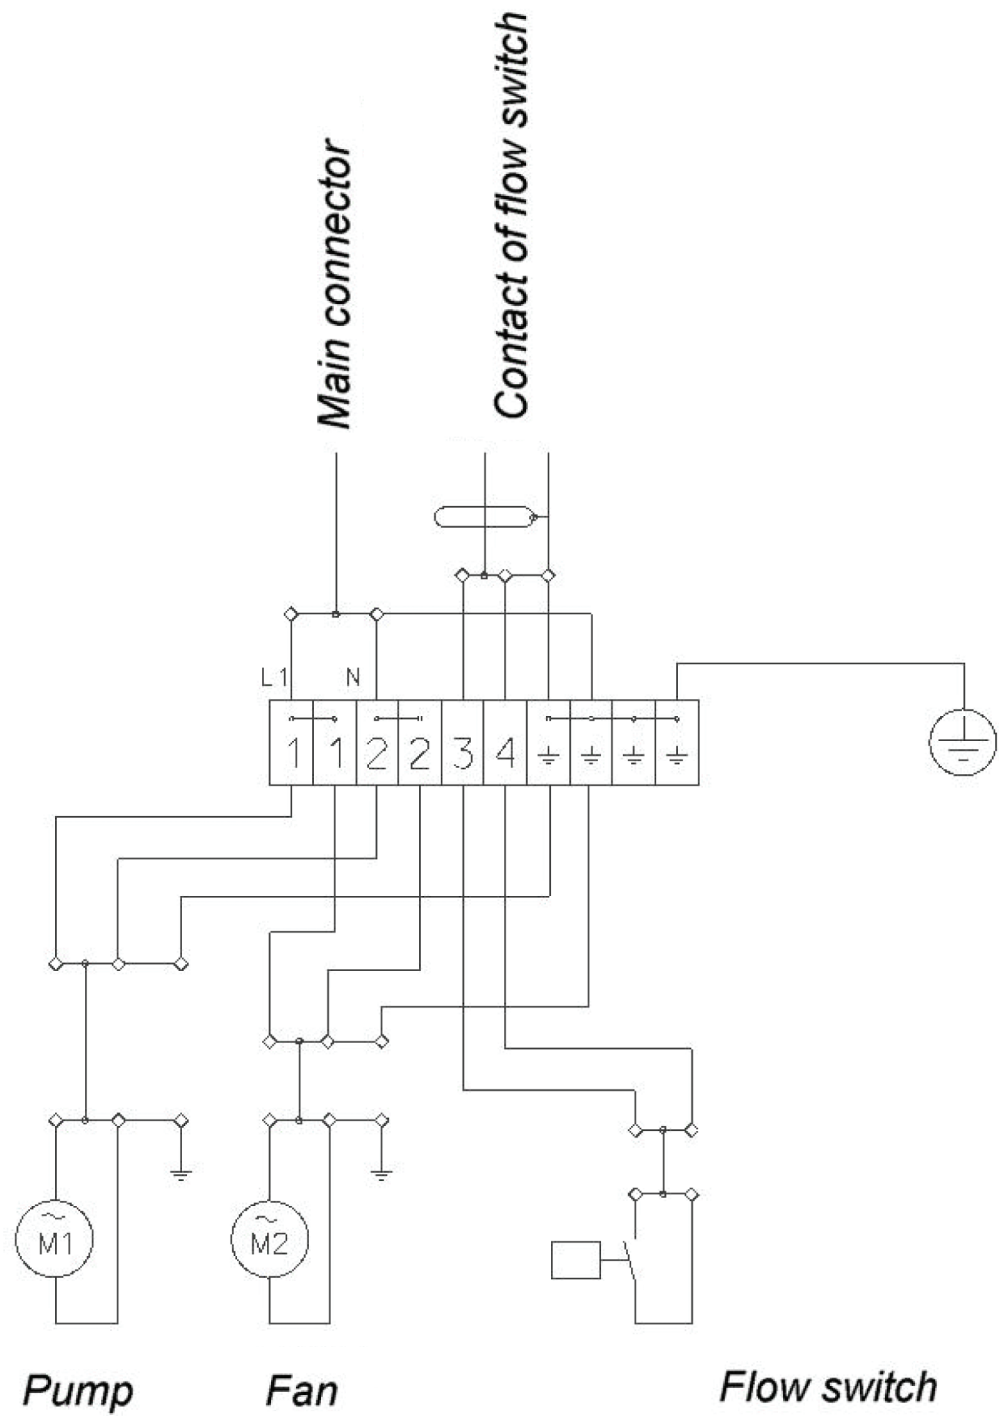 Main connector
Contact of flow switch
L1
N
1 1 2 2 3 4
M1
M2
Pump
Fan
Flow switch